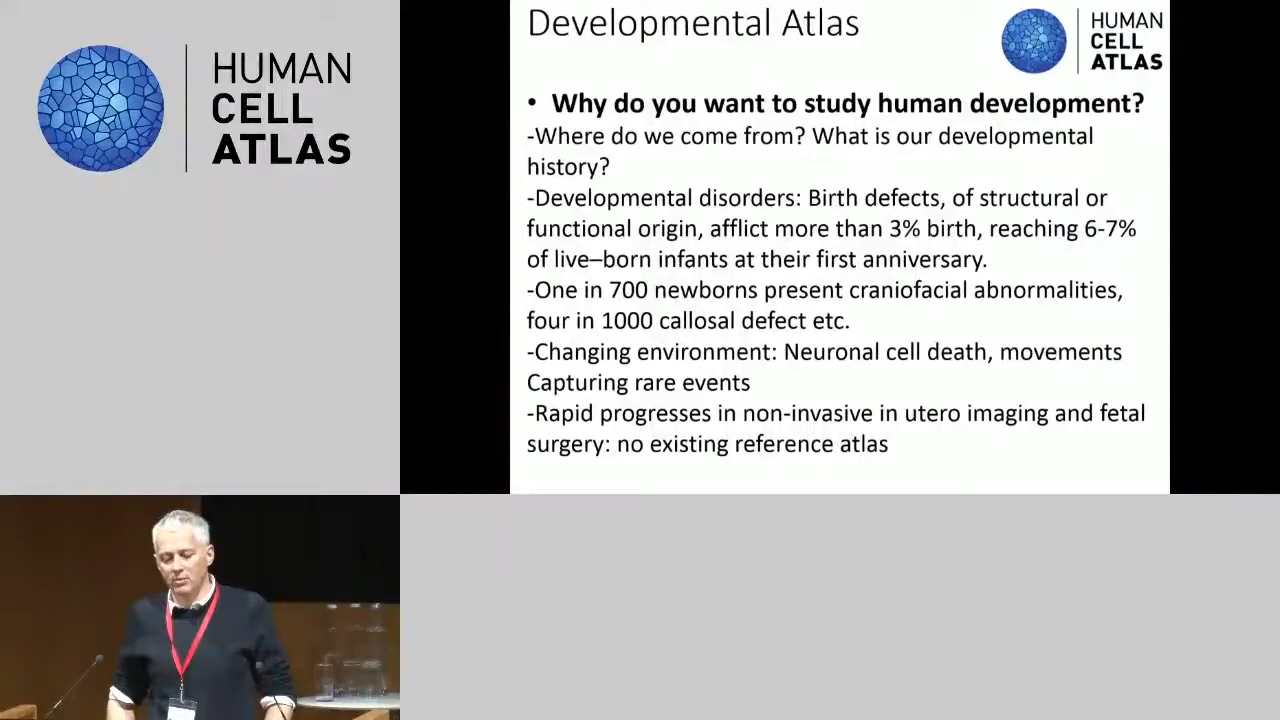 HUMAN
CELL
ATLAS
Developmental Atlas
HUMAN
CELL
ATLAS
• Why do you want to study human development?
-Where do we come from? What is our developmental
history?
-Developmental disorders: Birth defects, of structural or
functional origin, afflict more than 3% birth, reaching 6-7%
of live–born infants at their first anniversary.
-One in 700 newborns present craniofacial abnormalities,
four in 1000 callosal defect etc.
-Changing environment: Neuronal cell death, movements
Capturing rare events
-Rapid progresses in non-invasive in utero imaging and fetal
surgery: no existing reference atlas